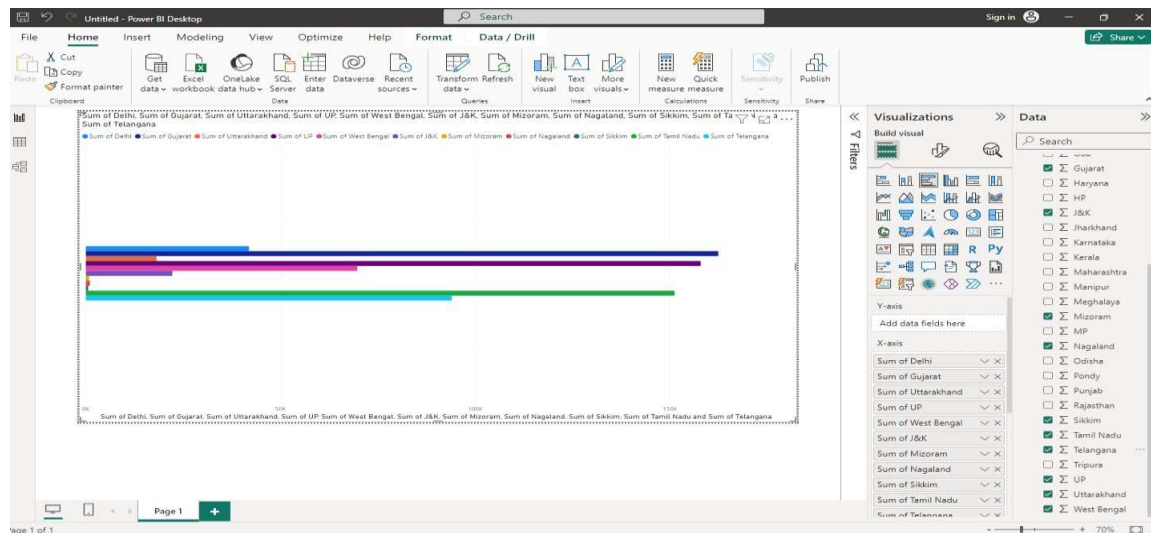 Untitled - Power BI Desktop
Search
Sign in
File Home Insert Modeling View Optimize Help Format Data / Drill
Share
Paste
Cut
Copy
Format painter
Get data
Excel workbook
OneLake data hub
SQL Server
Enter data
Dataverse
Recent sources
Transform data
Refresh
New visual
Text box
More visuals
New measure
Quick measure
Sensitivity
Publish
Clipboard Data Queries Insert Calculations Sensitivity Share
Sum of Delhi, Sum of Gujarat, Sum of Uttarakhand, Sum of UP, Sum of West Bengal, Sum of J&K, Sum of Mizoram, Sum of Nagaland, Sum of Sikkim, Sum of Ta
Sum of Telangana
Sum of Delhi Sum of Gujarat Sum of Uttarakhand Sum of UP Sum of West Bengal Sum of J&K Sum of Mizoram Sum of Nagaland Sum of Sikkim Sum of Tamil Nadu Sum of Telangana
0K 50K 100K 150K
Sum of Delhi, Sum of Gujarat, Sum of Uttarakhand, Sum of UP, Sum of West Bengal, Sum of J&K, Sum of Mizoram, Sum of Nagaland, Sum of Sikkim, Sum of Tamil Nadu and Sum of Telangana
Filters
Visualizations
Build visual
R Py
123
Y-axis
Add data fields here
X-axis
Sum of Delhi
Sum of Gujarat
Sum of Uttarakhand
Sum of UP
Sum of West Bengal
Sum of J&K
Sum of Mizoram
Sum of Nagaland
Sum of Sikkim
Sum of Tamil Nadu
Sum of Telangana
Data
Search
Gujarat
Haryana
HP
J&K
Jharkhand
Karnataka
Kerala
Maharashtra
Manipur
Meghalaya
Mizoram
MP
Nagaland
Odisha
Pondy
Punjab
Rajasthan
Sikkim
Tamil Nadu
Telangana
Tripura
UP
Uttarakhand
West Bengal
Page 1
Page 1 of 1
70%